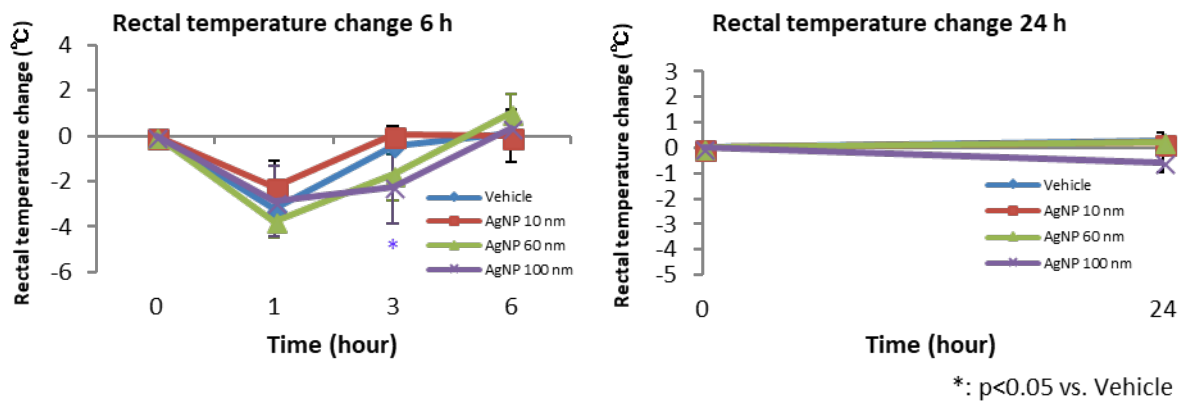 Rectal temperature change 6 h
Rectal temperature change (℃)
4
2
0
-2
-4
-6
*
Vehicle
AgNP 10 nm
AgNP 60 nm
AgNP 100 nm
0 1 3 6
Time (hour)
Rectal temperature change 24 h
Rectal temperature change (℃)
3
2
1
0
-1
-2
-3
-4
-5
Vehicle
AgNP 10 nm
AgNP 60 nm
AgNP 100 nm
0 24
Time (hour)
*: p<0.05 vs. Vehicle